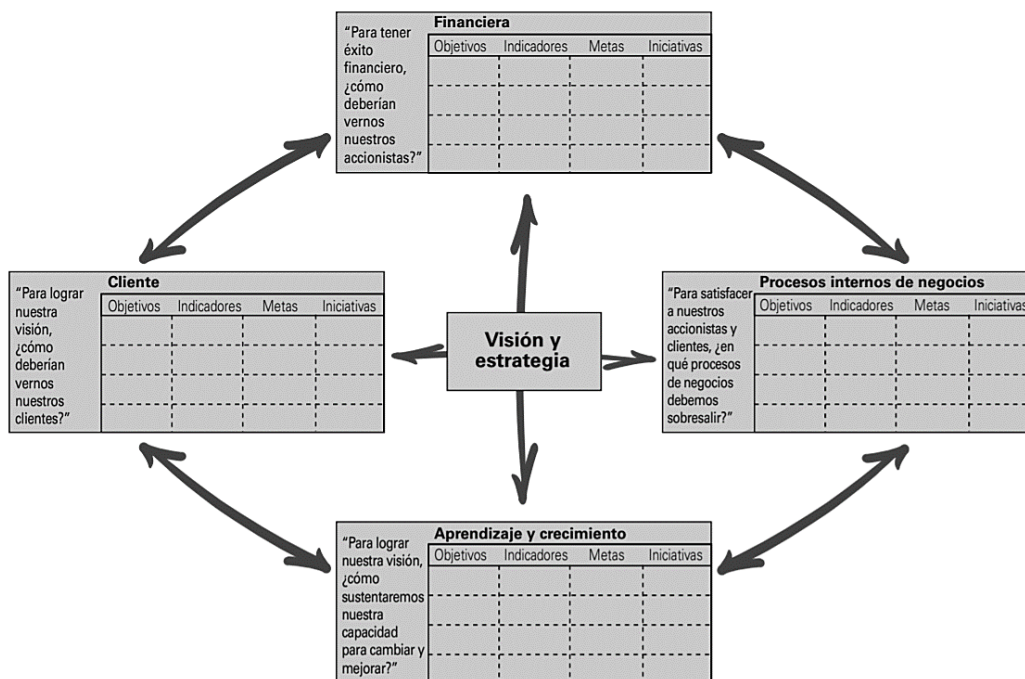 Financiera
“Para tener
éxito
financiero,
¿cómo
deberían
vernos
nuestros
accionistas?”
Objetivos Indicadores Metas Iniciativas
Cliente
“Para lograr
nuestra
visión,
¿cómo
deberían
vernos
nuestros
clientes?”
Objetivos Indicadores Metas Iniciativas
Visión y
estrategia
Procesos internos de negocios
“Para satisfacer
a nuestros
accionistas y
clientes, ¿en
qué procesos
de negocios
debemos
sobresalir?”
Objetivos Indicadores Metas Iniciativas
Aprendizaje y crecimiento
“Para lograr
nuestra visión,
¿cómo
sustentaremos
nuestra
capacidad
para cambiar y
mejorar?”
Objetivos Indicadores Metas Iniciativas